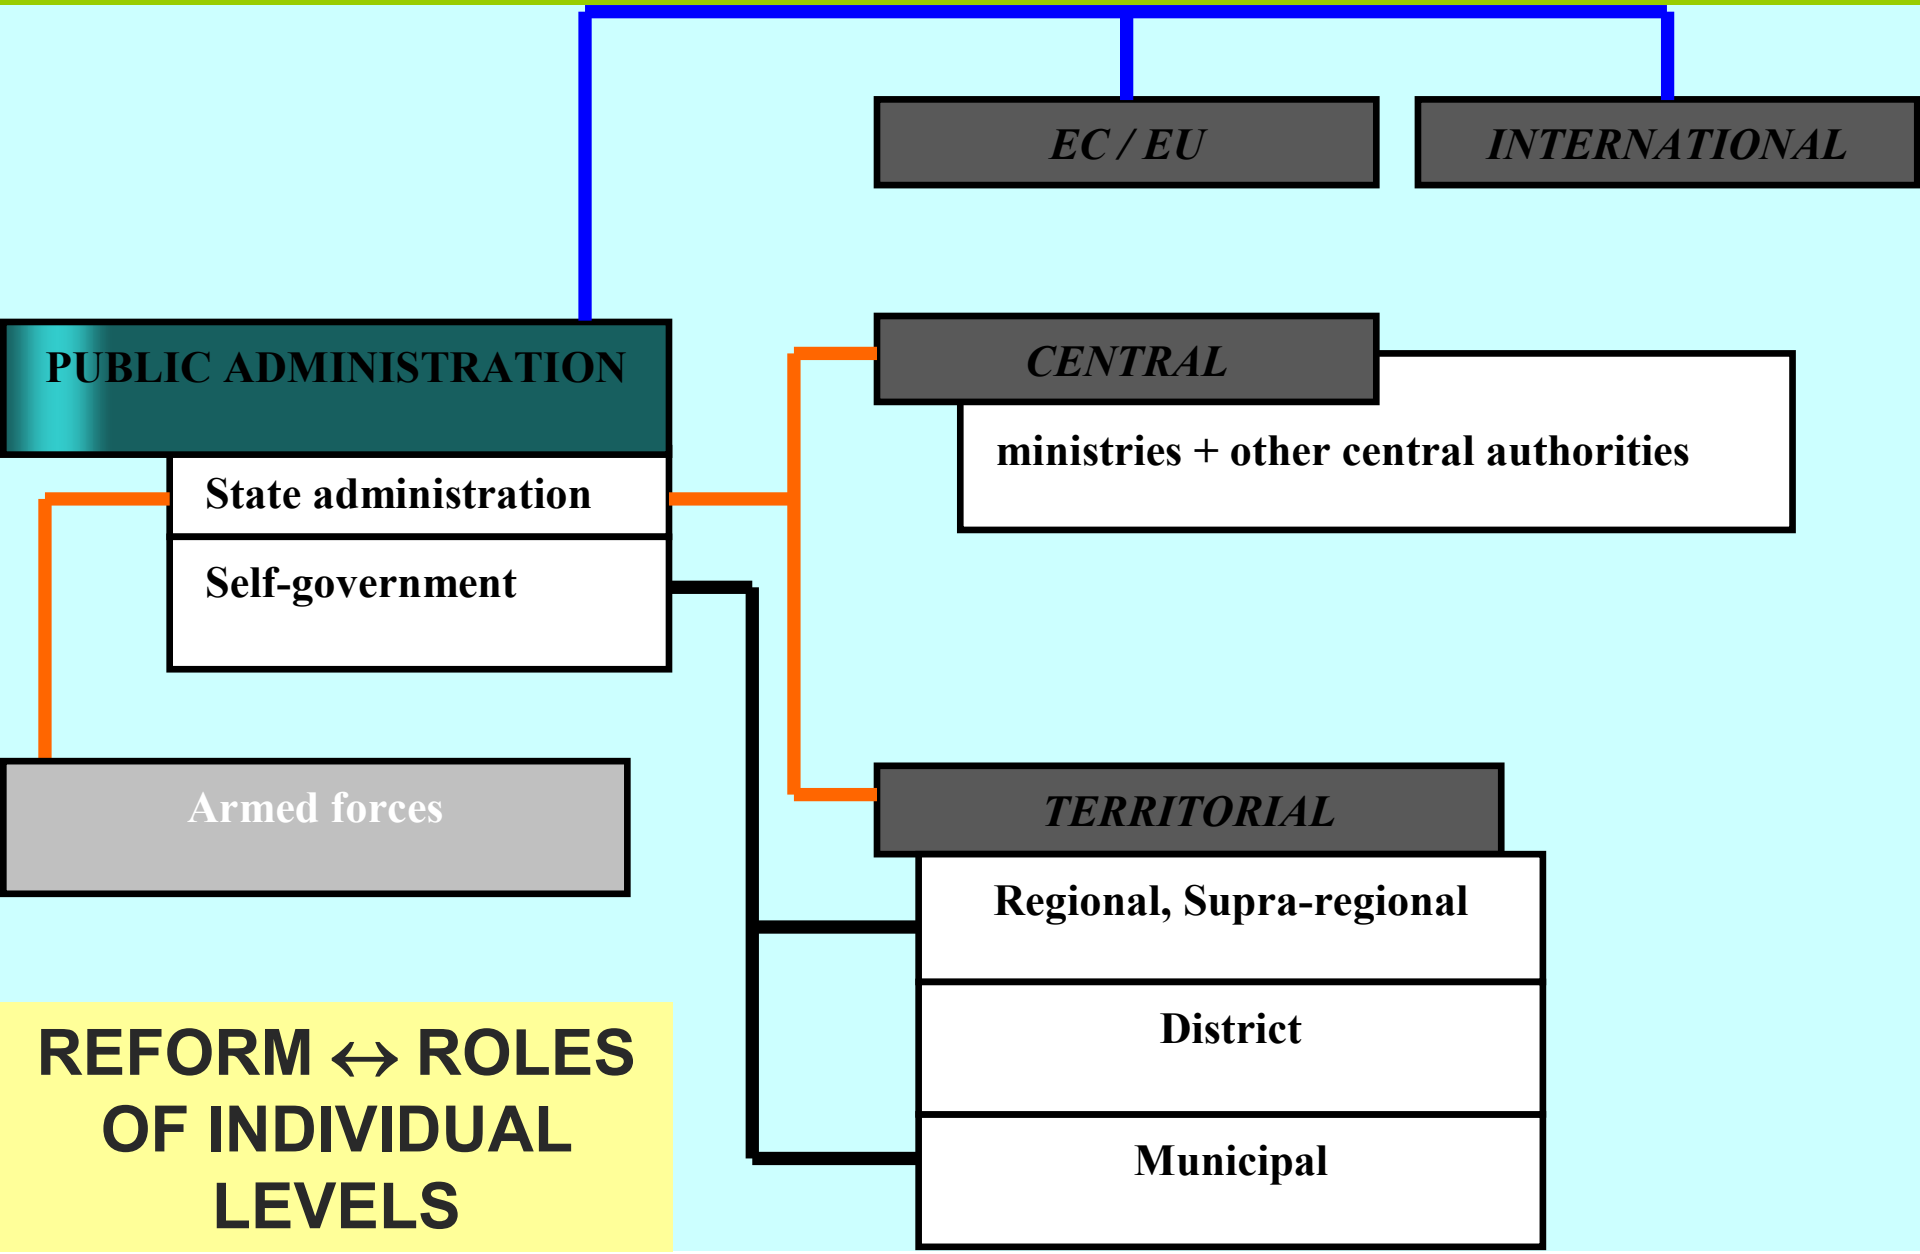 EC / EU
INTERNATIONAL
PUBLIC ADMINISTRATION
State administration
Self-government
Armed forces
CENTRAL
ministries + other central authorities
TERRITORIAL
Regional, Supra-regional
District
Municipal
REFORM ↔ ROLES
OF INDIVIDUAL
LEVELS